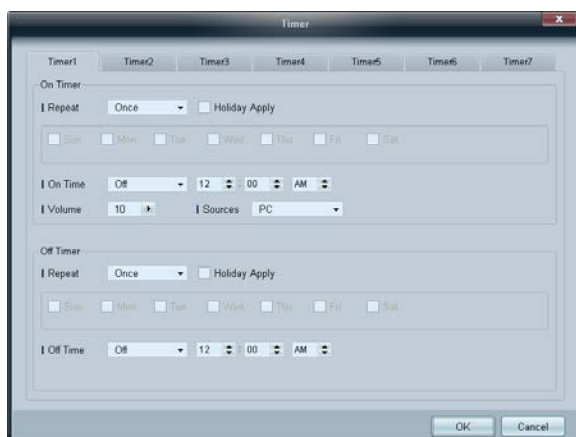 Timer
Timer1 Timer2 Timer3 Timer4 Timer5 Timer6 Timer7
On Timer
Repeat Once Holiday Apply
Sun Mon Tue Wed Thu Fri Sat
On Time Off 12 : 00 AM
Volume 10 Sources PC
Off Timer
Repeat Once Holiday Apply
Sun Mon Tue Wed Thu Fri Sat
Off Time Off 12 : 00 AM
OK Cancel